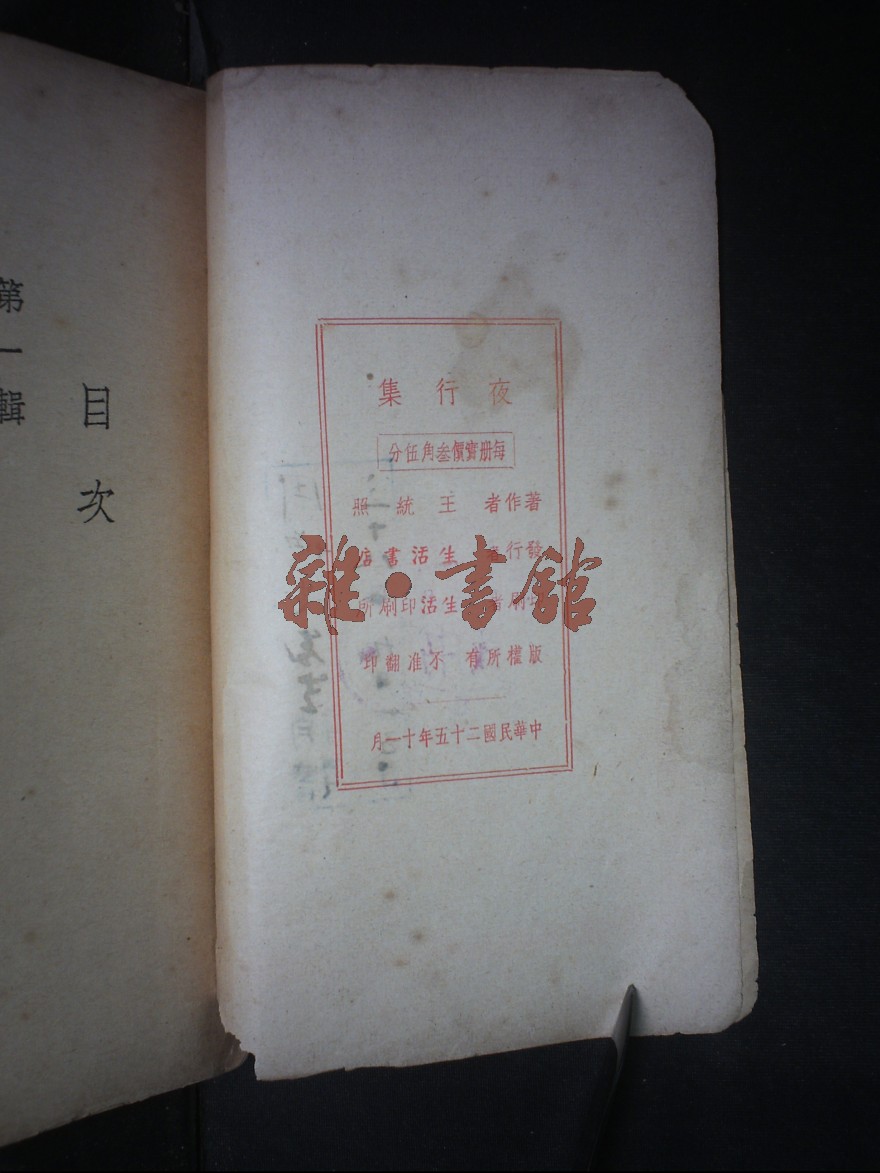 夜行集
每册實價叁角伍分
著作者 王統照
發行 生活書店
刷 生活印刷所
版權所有 不准翻印
中華民國二十五年十一月
雜·書館
目次
第一輯